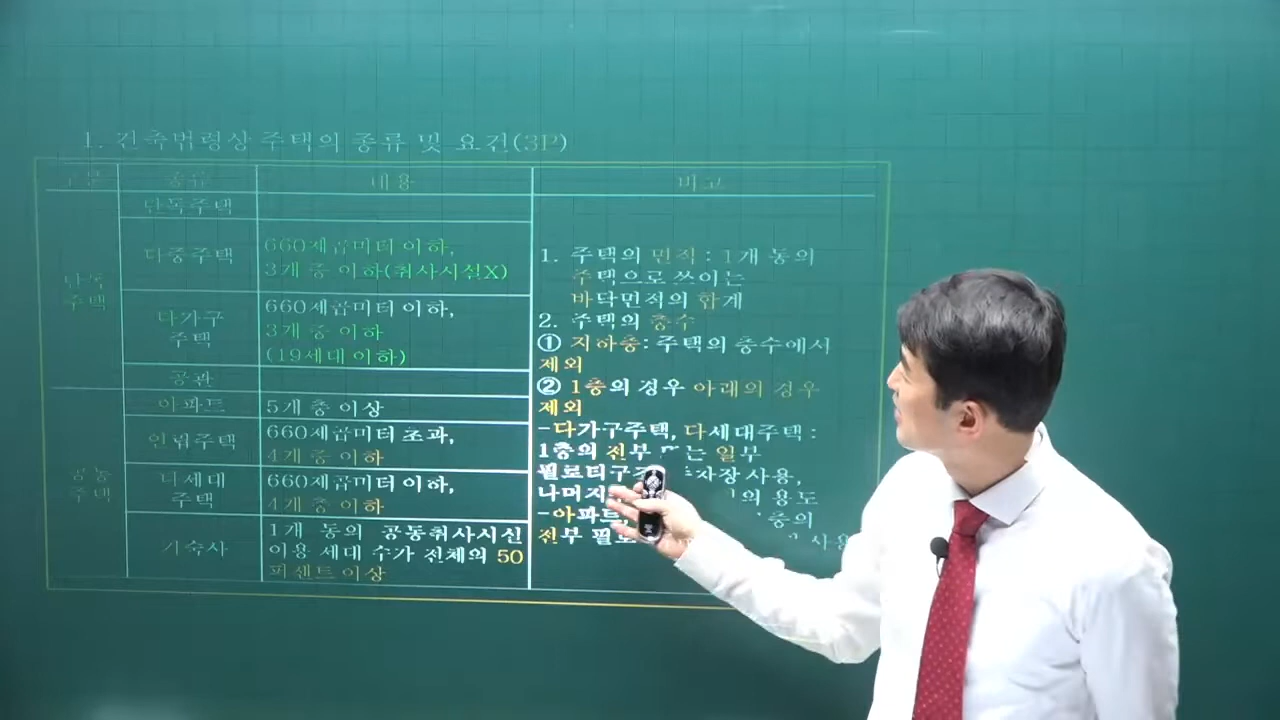 1. 건축법령상 주택의 종류 및 요건(3P)
내용
비고
단독주택
다중주택
660제곱미터 이하,
3개 층 이하(취사시설X)
단독
주택
다가구
주택
660제곱미터 이하,
3개 층 이하
(19세대 이하)
공관
아파트
5개 층 이상
연립주택
660제곱미터 초과,
4개 층 이하
공동
주택
다세대
주택
660제곱미터 이하,
4개 층 이하
기숙사
1개 동의 공동취사시설
이용 세대 수가 전체의 50
퍼센트 이상
1. 주택의 면적 : 1개 동의
주택으로 쓰이는
바닥면적의 합계
2. 주택의 층수
① 지하층: 주택의 층수에서
제외
② 1층의 경우 아래의 경우
제외
-다가구주택, 다세대주택 :
1층의 전부 또는 일부
필로티구조 주차장 사용,
나머지 의 용도
-아파트, 층의
전부 필로 사용